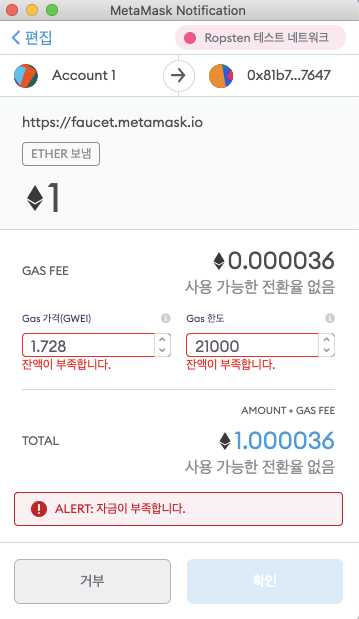 MetaMask Notification
편집
Ropsten 테스트 네트워크
Account 1
0x81b7...7647
https://faucet.metamask.io
ETHER 보냄
1
GAS FEE
0.000036
사용 가능한 전환율 없음
Gas 가격(GWEI)
Gas 한도
1.728
21000
잔액이 부족합니다.
잔액이 부족합니다.
AMOUNT + GAS FEE
TOTAL
1.000036
사용 가능한 전환율 없음
ALERT: 자금이 부족합니다.
거부
확인